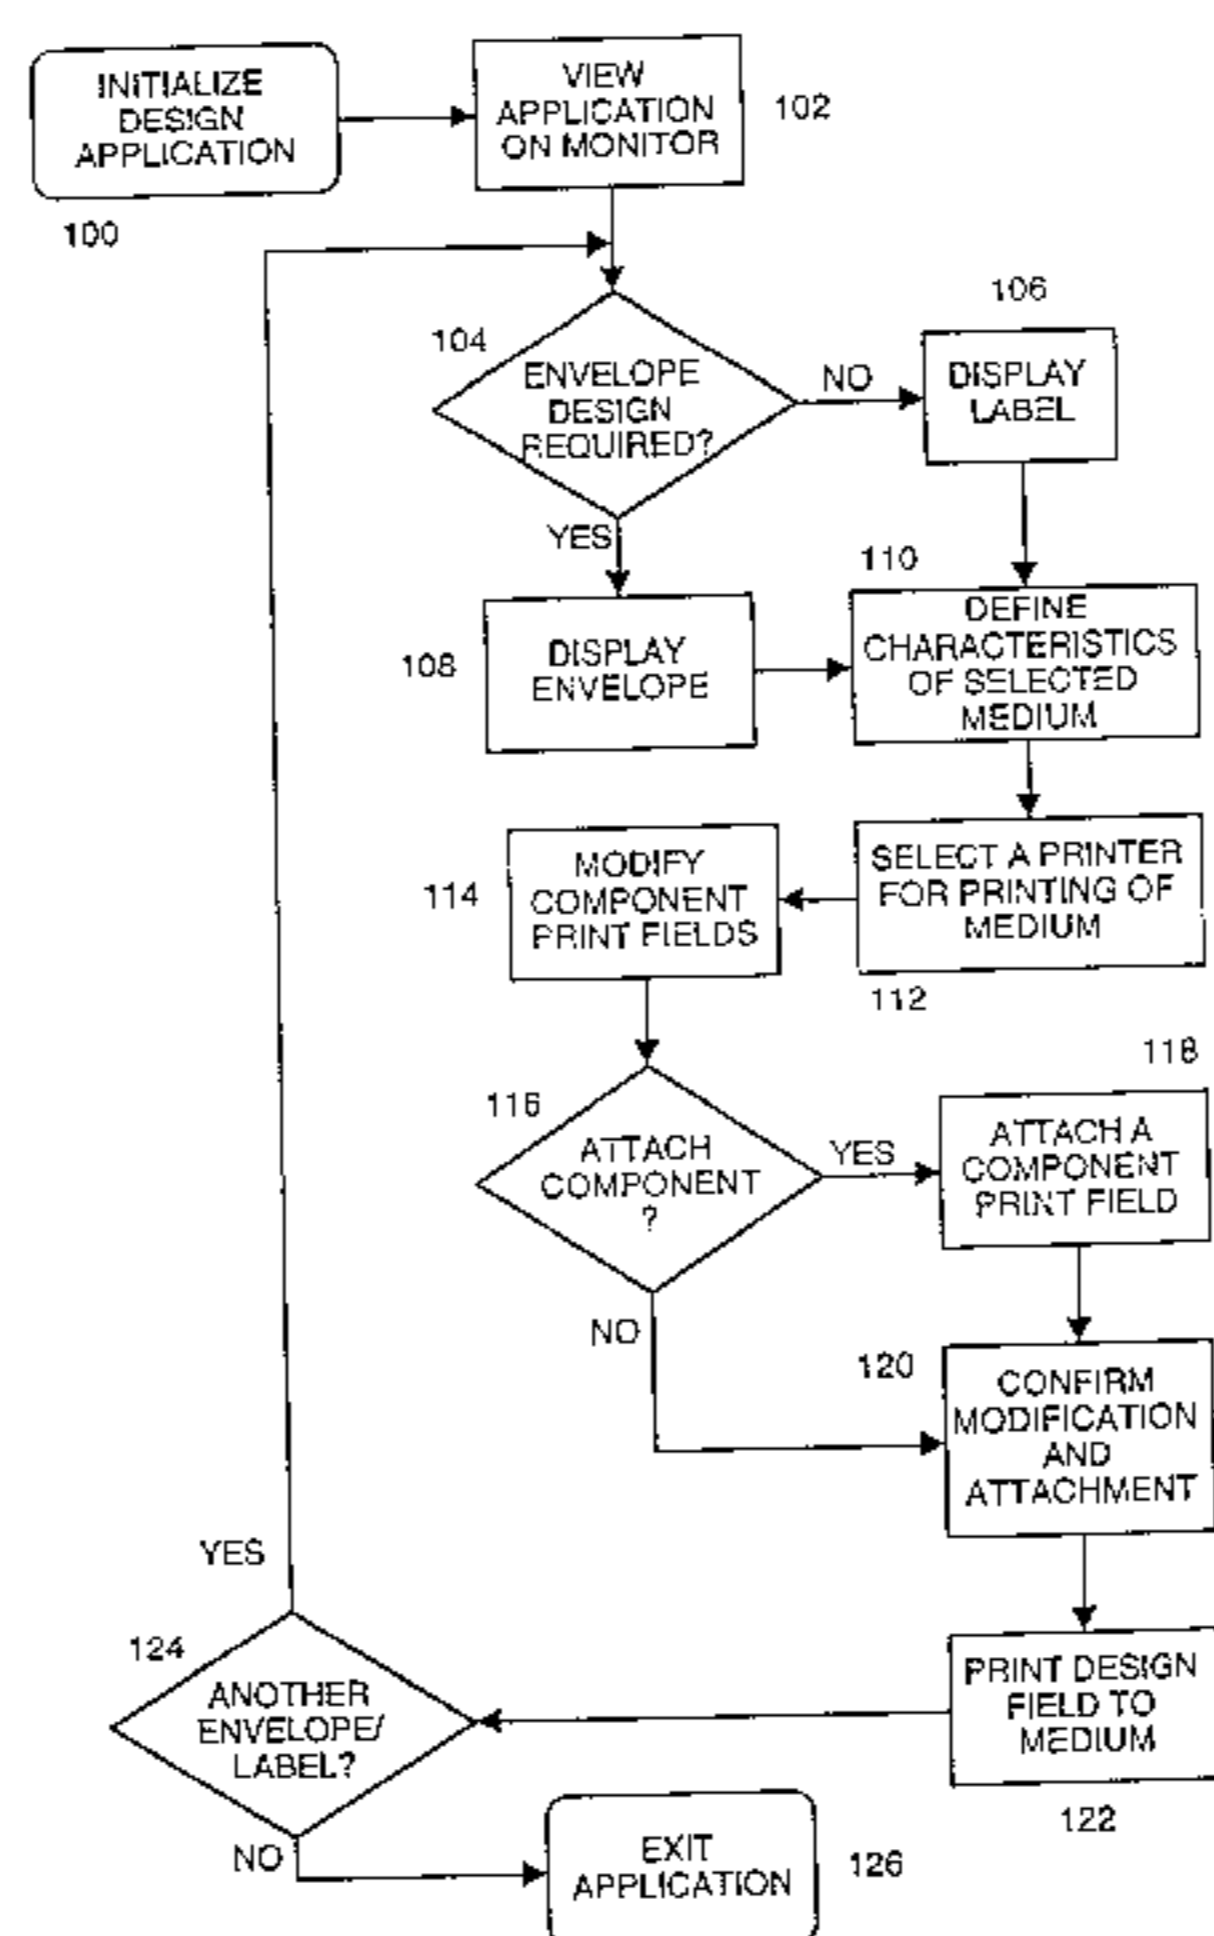 INITIALIZE
DESIGN
APPLICATION
100
VIEW
APPLICATION
ON MONITOR
102
104
ENVELOPE
DESIGN
REQUIRED?
NO
YES
106
DISPLAY
LABEL
108
DISPLAY
ENVELOPE
110
DEFINE
CHARACTERISTICS
OF SELECTED
MEDIUM
SELECT A PRINTER
FOR PRINTING OF
MEDIUM
112
114
MODIFY
COMPONENT
PRINT FIELDS
116
ATTACH
COMPONENT
?
YES
NO
118
ATTACH A
COMPONENT
PRINT FIELD
120
CONFIRM
MODIFICATION
AND
ATTACHMENT
PRINT DESIGN
FIELD TO
MEDIUM
122
YES
124
ANOTHER
ENVELOPE/
LABEL?
NO
EXIT
APPLICATION
126